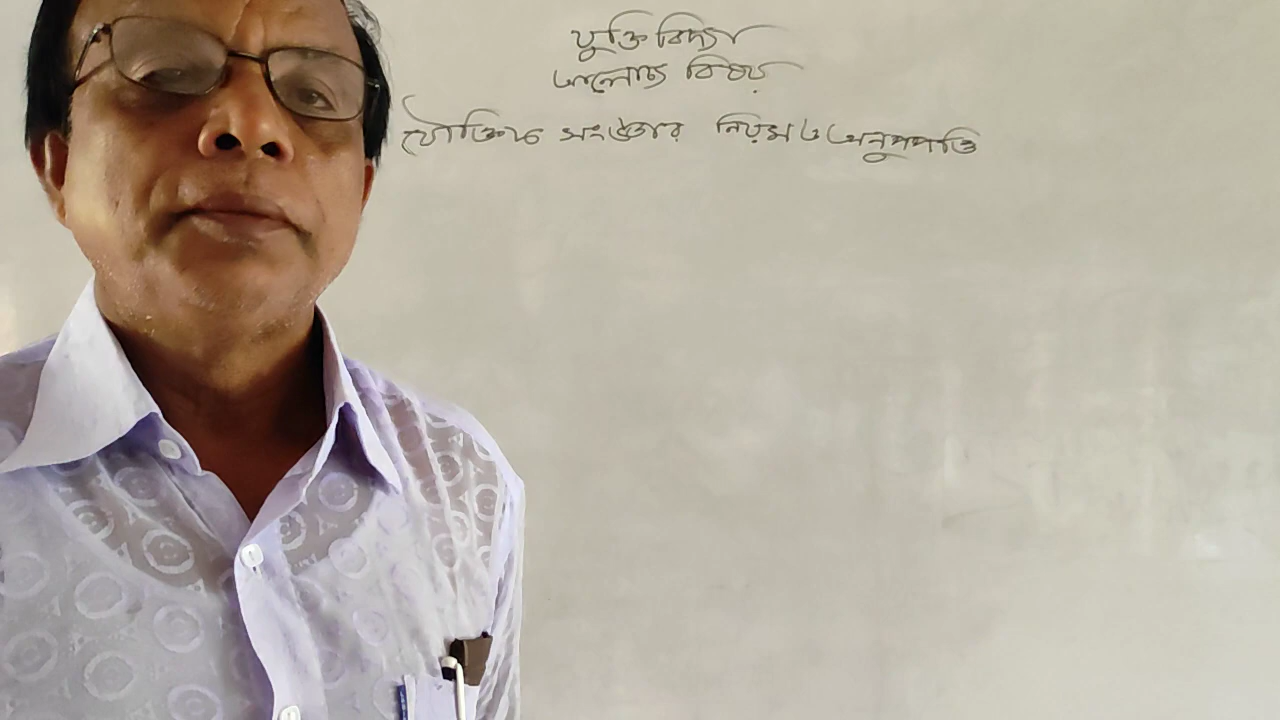 যুক্তিবিদ্যা
আলোচ্য বিষয়
যৌক্তিক সংজ্ঞার নিয়ম ও অনুপপত্তি